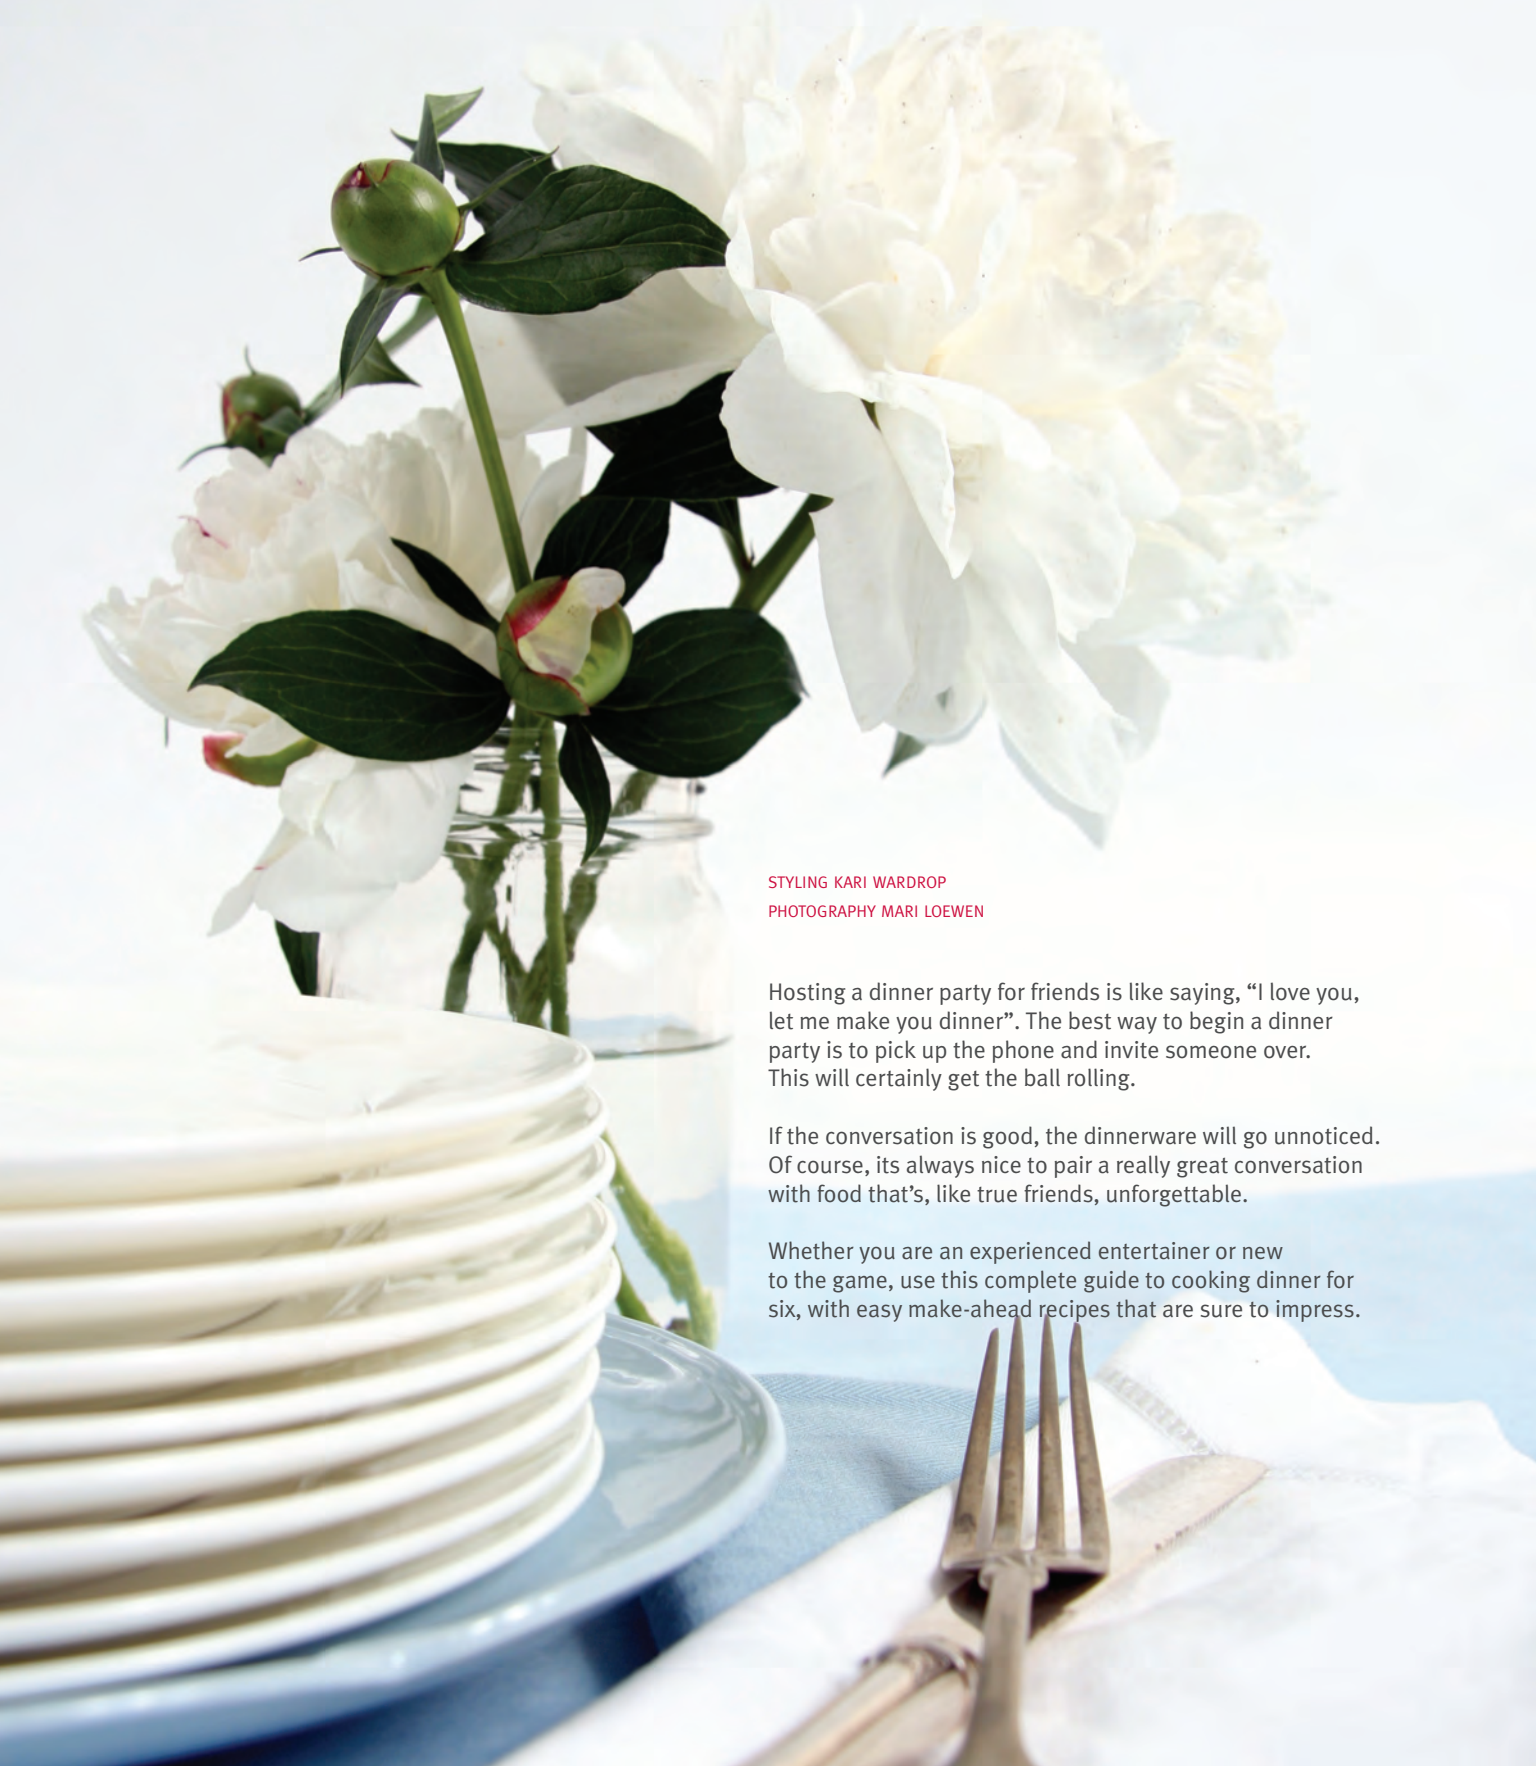 STYLING KARI WARDROP
PHOTOGRAPHY MARI LOEWEN
Hosting a dinner party for friends is like saying, “I love you,
let me make you dinner”. The best way to begin a dinner
party is to pick up the phone and invite someone over.
This will certainly get the ball rolling.
If the conversation is good, the dinnerware will go unnoticed.
Of course, its always nice to pair a really great conversation
with food that’s, like true friends, unforgettable.
Whether you are an experienced entertainer or new
to the game, use this complete guide to cooking dinner for
six, with easy make-ahead recipes that are sure to impress.